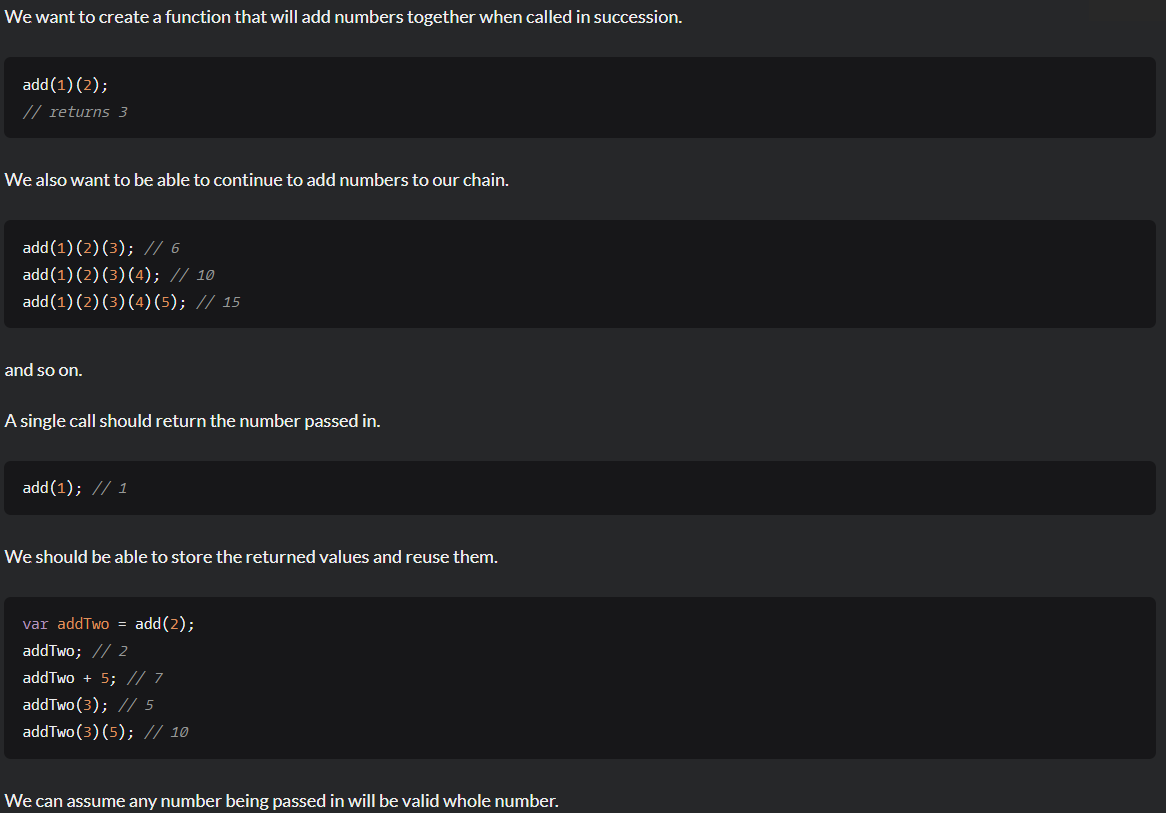 We want to create a function that will add numbers together when called in succession.
add(1)(2);
// returns 3
We also want to be able to continue to add numbers to our chain.
add(1)(2)(3); // 6
add(1)(2)(3)(4); // 10
add(1)(2)(3)(4)(5); // 15
and so on.
A single call should return the number passed in.
add(1); // 1
We should be able to store the returned values and reuse them.
var addTwo = add(2);
addTwo; // 2
addTwo + 5; // 7
addTwo(3); // 5
addTwo(3)(5); // 10
We can assume any number being passed in will be valid whole number.